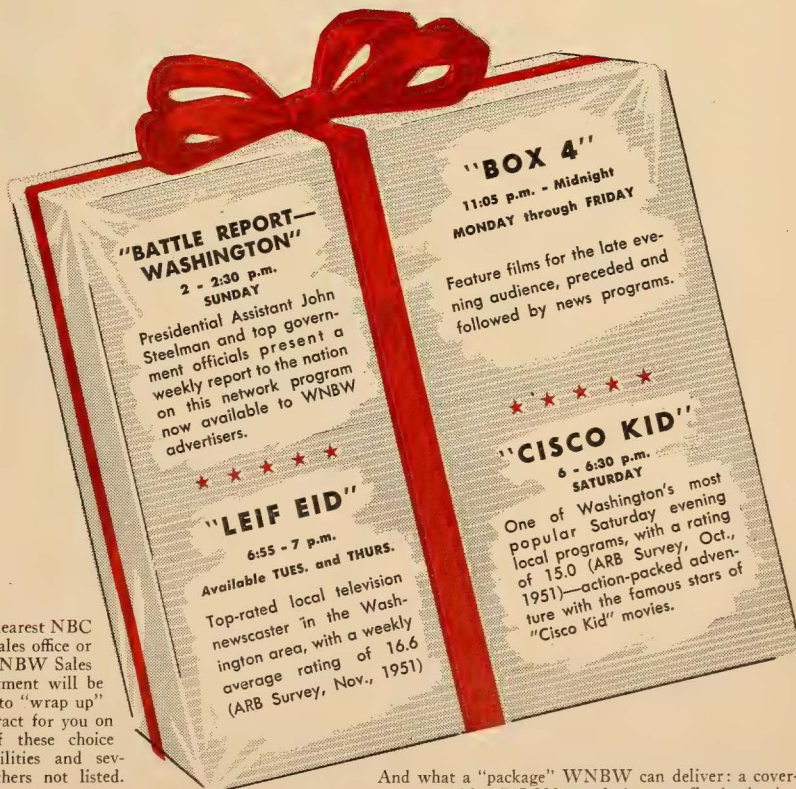 "BATTLE REPORT—
WASHINGTON"
2 - 2:30 p.m.
SUNDAY
Presidential Assistant John
Steelman and top govern-
ment officials present a
weekly report to the nation
on this network program
now available to WNBW
advertisers.
★ ★ ★ ★ ★
"LEIF EID"
6:55 - 7 p.m.
Available TUES. and THURS.
Top-rated local television
newscaster in the Wash-
ington area, with a weekly
average rating of 16.6
(ARB Survey, Nov., 1951)
"BOX 4"
11:05 p.m. - Midnight
MONDAY through FRIDAY
Feature films for the late eve-
ning audience, preceded and
followed by news programs.
★ ★ ★ ★ ★
"CISCO KID"
6 - 6:30 p.m.
SATURDAY
One of Washington's most
popular Saturday evening
local programs, with a rating
of 15.0 (ARB Survey, Oct.,
1951)—action-packed adven-
ture with the famous stars of
"Cisco Kid" movies.
earest NBC
ales office or
NBW Sales
tment will be
to "wrap up"
ract for you on
f these choice
ilities and sev-
thers not listed.
And what a "package" WNBW can deliver: a cover-